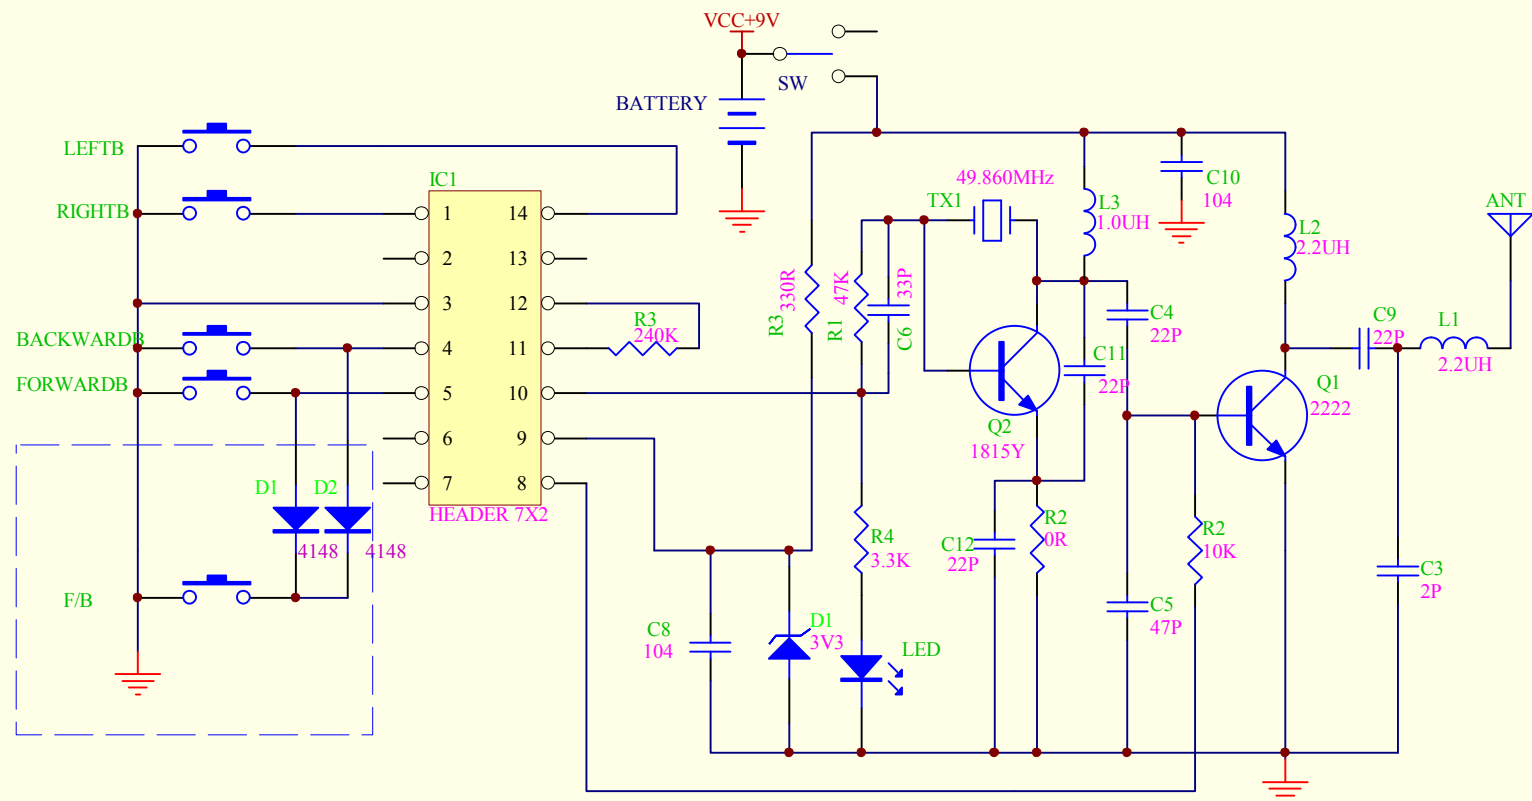 VCC+9V
SW
BATTERY
LEFTB
RIGHTB
BACKWARDB
FORWARDB
F/B
D1
D2
4148
4148
IC1
1
2
3
4
5
6
7
14
13
12
11
10
9
8
HEADER 7X2
R3
240K
R3
330R
R1
47K
C6
33P
TX1
49.860MHz
L3
1.0UH
C10
104
L2
2.2UH
ANT
C4
22P
C11
22P
C9
22P
L1
2.2UH
Q2
1815Y
Q1
2222
R4
3.3K
C12
22P
R2
0R
R2
10K
C3
2P
C5
47P
C8
104
D1
3V3
LED